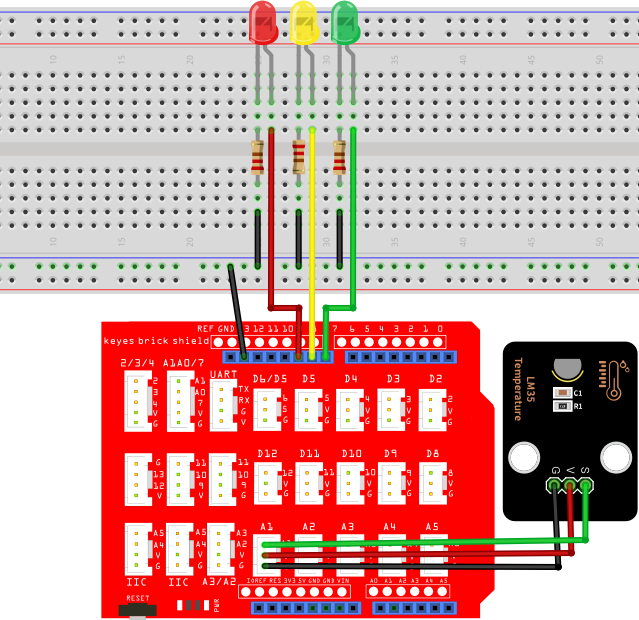 10 15 20 25 30 35 40 45 50
10 15 20 35 40 45 50
REF GND 13 12 11 10 7 6 5 4 3 2 1 0
keyes brick shield
2/3/4 A1A0/7 UART D6/D5 D5 D4 D3 D2
2 3 4 V G
A1 A0 7 V G
TX RX G V
6 5 G
5 V G
4 V G
3 V G
2 V G
D12 D11 D10 D9 D8
G 13 12 V
11 10 9 V
11 10 9 G
12 V G
11 V G
10 V G
9 V G
8 V G
A1 A2 A3 A4 A5
A5 A4 V G
A5 A4 V G
A3 A2 V G
IIC IIC A3/A2
IOREF RES 3V3 5V GND GND VIN A0 A1 A2 A3 A4 A5
RESET
PWR
LM35
Temperature
C1
R1
G V S